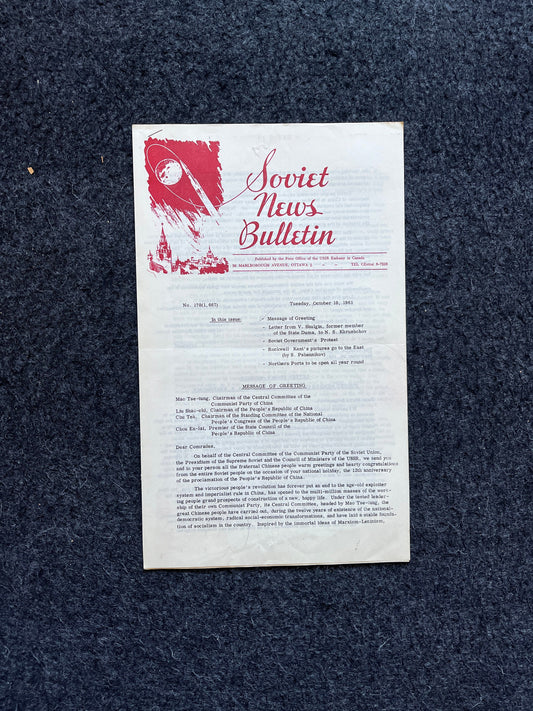 Soviet
News
Bulletin
Published by the Press Office of the USSR Embassy in Canada
MARLBOROUGH AVENUE, OTTAWA 2 - - TEL.
Tuesday, October 10, 1961
In this issue: - Message of Greeting
- Letter from V. Shulgin, former member
of the State Duma, to N. S. Khrushchov
- Soviet Government's Protest
- Rockwell Kent's pictures go to the East
- Northern Ports to be open all year round
MESSAGE OF GREETING
Mao Tse-tung, Chairman of the Central Committee of the
Communist Party of China
Liu Shao-chi, Chairman of the People's Republic of China
Chu Teh, Chairman of the Standing Committee of the National
People's Congress of the People's Republic of China
Chou En-lai, Premier of the State Council of the
People's Republic of China
Dear Comrades,
On behalf of the Central Committee of the Communist Party of the Soviet Union,
the Presidium of the Supreme Soviet and the Council of Ministers of the USSR, we send you
and in your person all the fraternal Chinese people warm greetings and hearty congratulations
from the entire Soviet people on the occasion of your national holiday, the 12th anniversary
of the proclamation of the People's Republic of China.
The victorious people's revolution has forever put an end to the age-old exploiter
system and imperialist rule in China, has opened to the multi-million masses of the work-
ing people grand prospects of construction of a new, happy life. Under the tested leader-
ship of their own Communist Party, its Central Committee, headed by Mao Tse-tung, the
great Chinese people have carried out, during the twelve years of existence of the national-
democratic system, radical social-economic transformations, and have laid a stable founda-
tion of socialism in the country. Inspired by the immortal ideas of Marxism-Leninism,